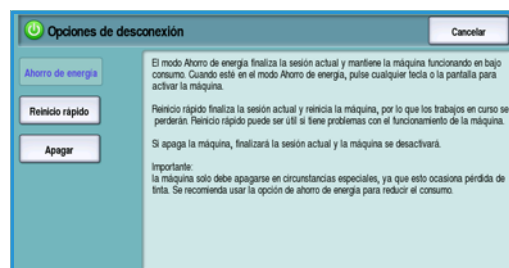 Opciones de desconexión
Cancelar
Ahorro de energía
Reinicio rápido
Apagar
El modo Ahorro de energía finaliza la sesión actual y mantiene la máquina funcionando en bajo
consumo. Cuando esté en el modo Ahorro de energía, pulse cualquier tecla o la pantalla para
activar la máquina.
Reinicio rápido finaliza la sesión actual y reinicia la máquina, por lo que los trabajos en curso se
perderán. Reinicio rápido puede ser útil si tiene problemas con el funcionamiento de la máquina.
Si apaga la máquina, finalizará la sesión actual y la máquina se desactivará.
Importante:
la máquina solo debe apagarse en circunstancias especiales, ya que esto ocasiona pérdida de
tinta. Se recomienda usar la opción de ahorro de energía para reducir el consumo.